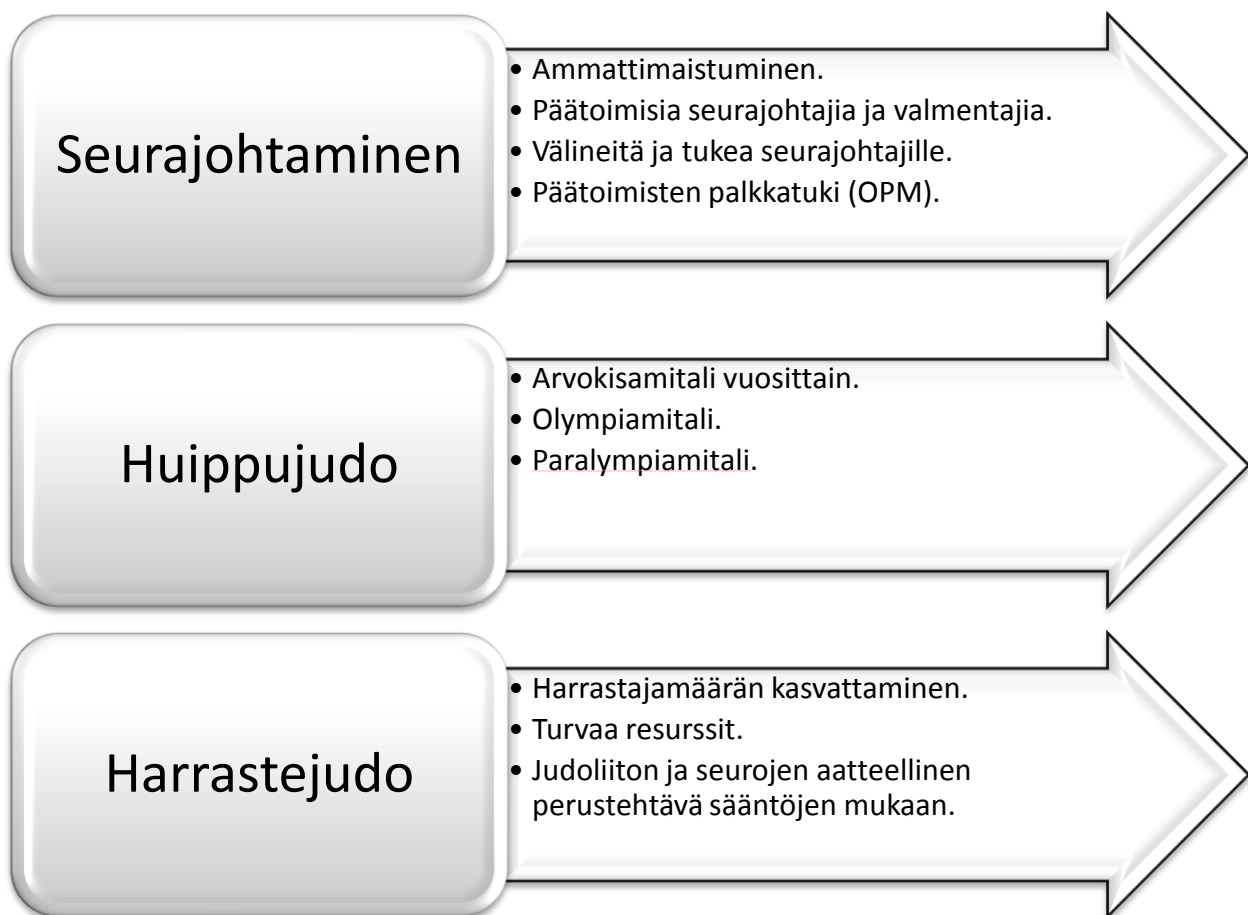 Seurajohtaminen
• Ammattimaistuminen.
• Päätoimisia seurajohtajia ja valmentajia.
• Välineitä ja tukea seurajohtajille.
• Päätoimisten palkkatuki (OPM).
Huippujudo
• Arvokisamitali vuosittain.
• Olympiamitali.
• Paralympiamitali.
Harrastejudo
• Harrastajamäärän kasvattaminen.
• Turvaa resurssit.
• Judoliiton ja seurojen aatteellinen
perustehtävä sääntöjen mukaan.